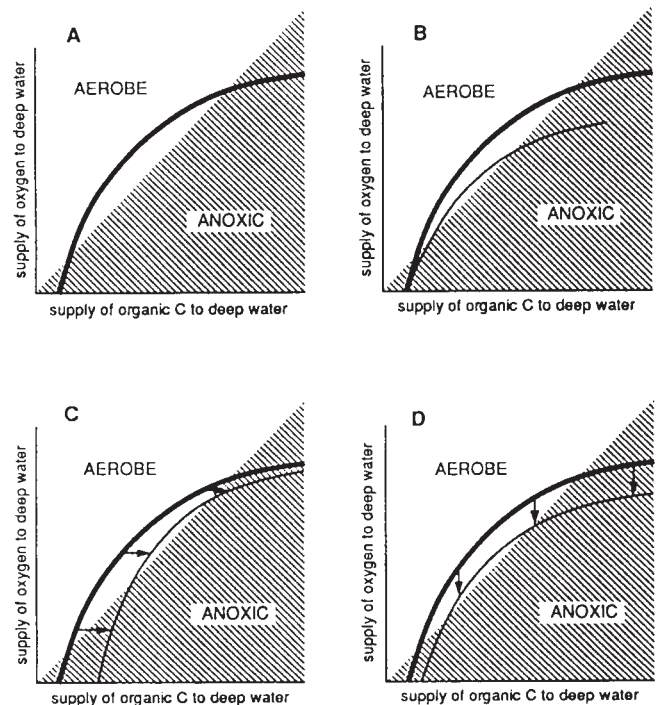 A
AEROBE
ANOXIC
supply of oxygen to deep water
supply of organic C to deep water
B
AEROBE
ANOXIC
supply of oxygen to deep water
supply of organic C to deep water
C
AEROBE
ANOXIC
supply of oxygen to deep water
supply of organic C to deep water
D
AEROBE
ANOXIC
supply of oxygen to deep water
supply of organic C to deep water